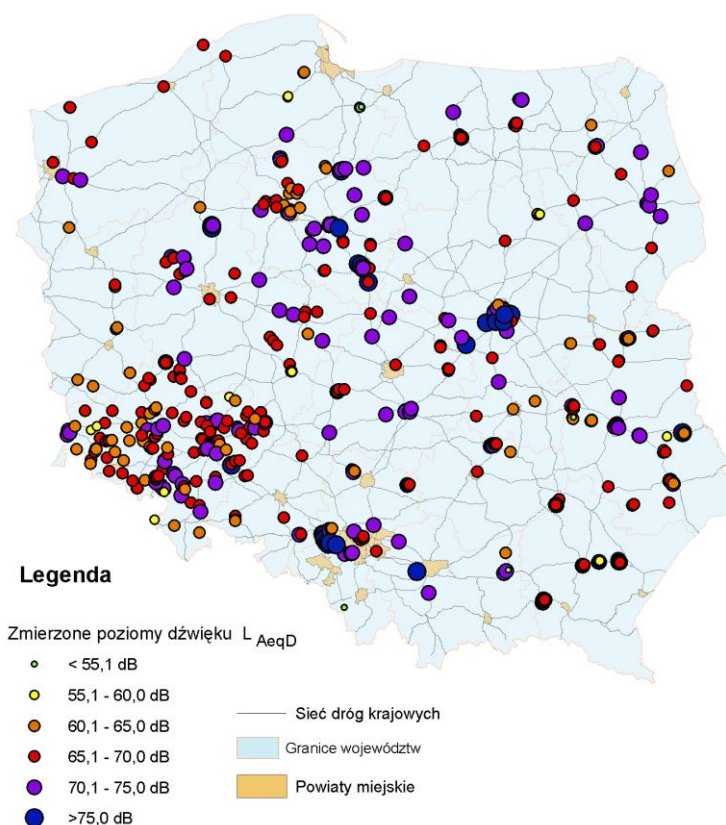 Legenda
Zmierzone poziomy dźwięku L AeqD
< 55,1 dB
55,1 - 60,0 dB
60,1 - 65,0 dB
65,1 - 70,0 dB
70,1 - 75,0 dB
>75,0 dB
Sieć dróg krajowych
Granice województw
Powiaty miejskie